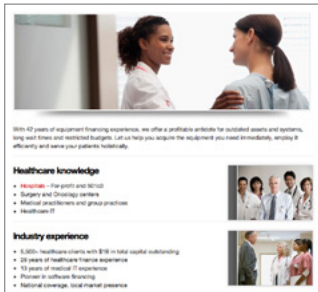 With 42 years of equipment financing experience, we offer a profitable antidote for outdated assets and systems,
long wait times and restricted budgets. Let us help you acquire the equipment you need immediately, employ it
efficiently and serve your patients holistically.
Healthcare knowledge
• Hospitals - For-profit and 501c3
• Surgery and Oncology centers
• Medical practitioners and group practices
• Healthcare IT
Industry experience
• 5,500+ healthcare clients with $1B in total capital outstanding
• 28 years of healthcare finance experience
• 13 years of medical IT experience
• Pioneer in software financing
• National coverage, local market presence